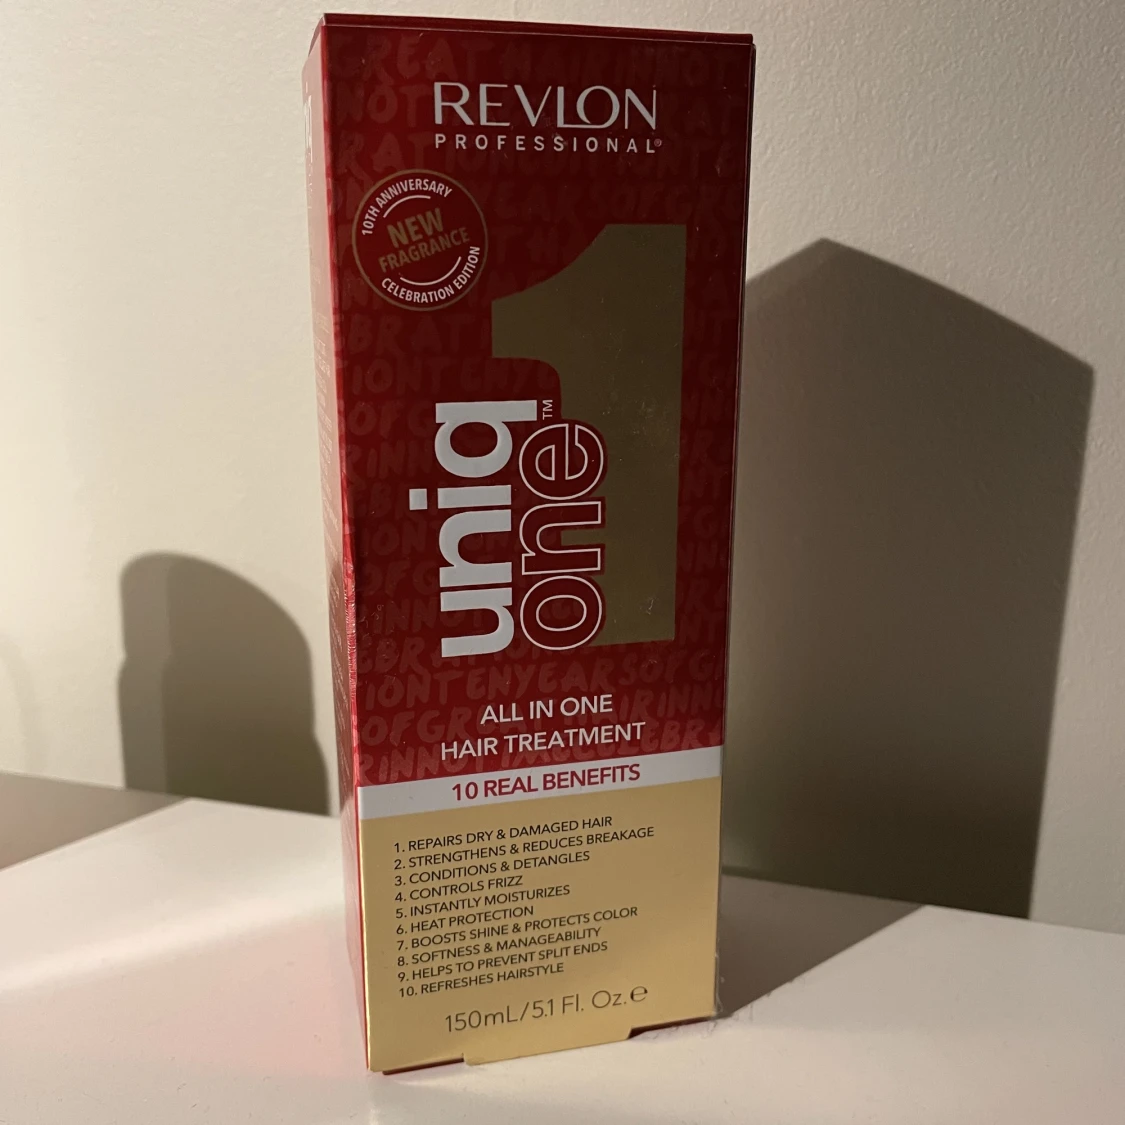 REVLON
PROFESSIONAL®
10TH ANNIVERSARY
NEW
FRAGRANCE
CELEBRATION EDITION
1
uniq
one™
ALL IN ONE
HAIR TREATMENT
10 REAL BENEFITS
1. REPAIRS DRY & DAMAGED HAIR
2. STRENGTHENS & REDUCES BREAKAGE
3. CONDITIONS & DETANGLES
4. CONTROLS FRIZZ
5. INSTANTLY MOISTURIZES
6. HEAT PROTECTION
7. BOOSTS SHINE & PROTECTS COLOR
8. SOFTNESS & MANAGEABILITY
9. HELPS TO PREVENT SPLIT ENDS
10. REFRESHES HAIRSTYLE
150mL/5.1 Fl. Oz.℮